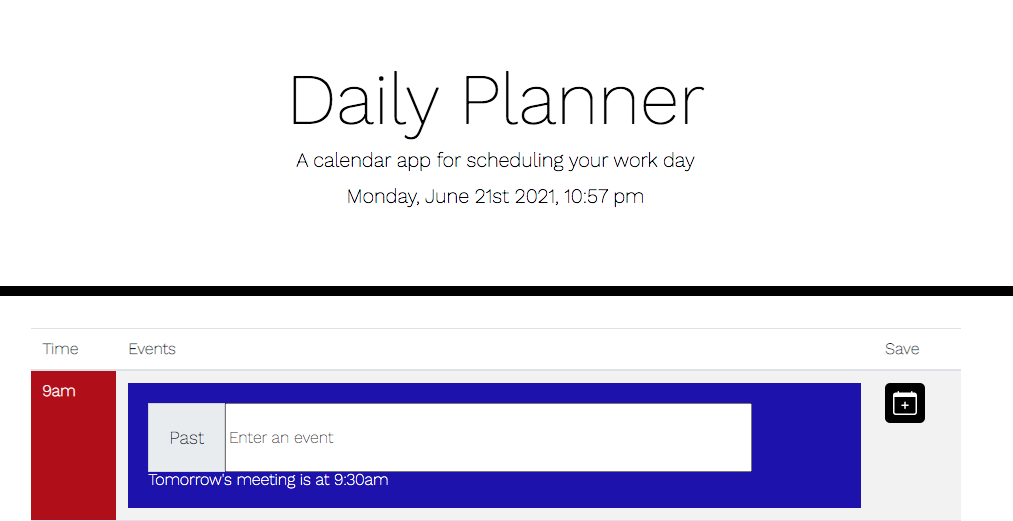 Daily Planner
A calendar app for scheduling your work day
Monday, June 21st 2021, 10:57 pm
Time Events Save
9am
Past Enter an event
Tomorrow's meeting is at 9:30am